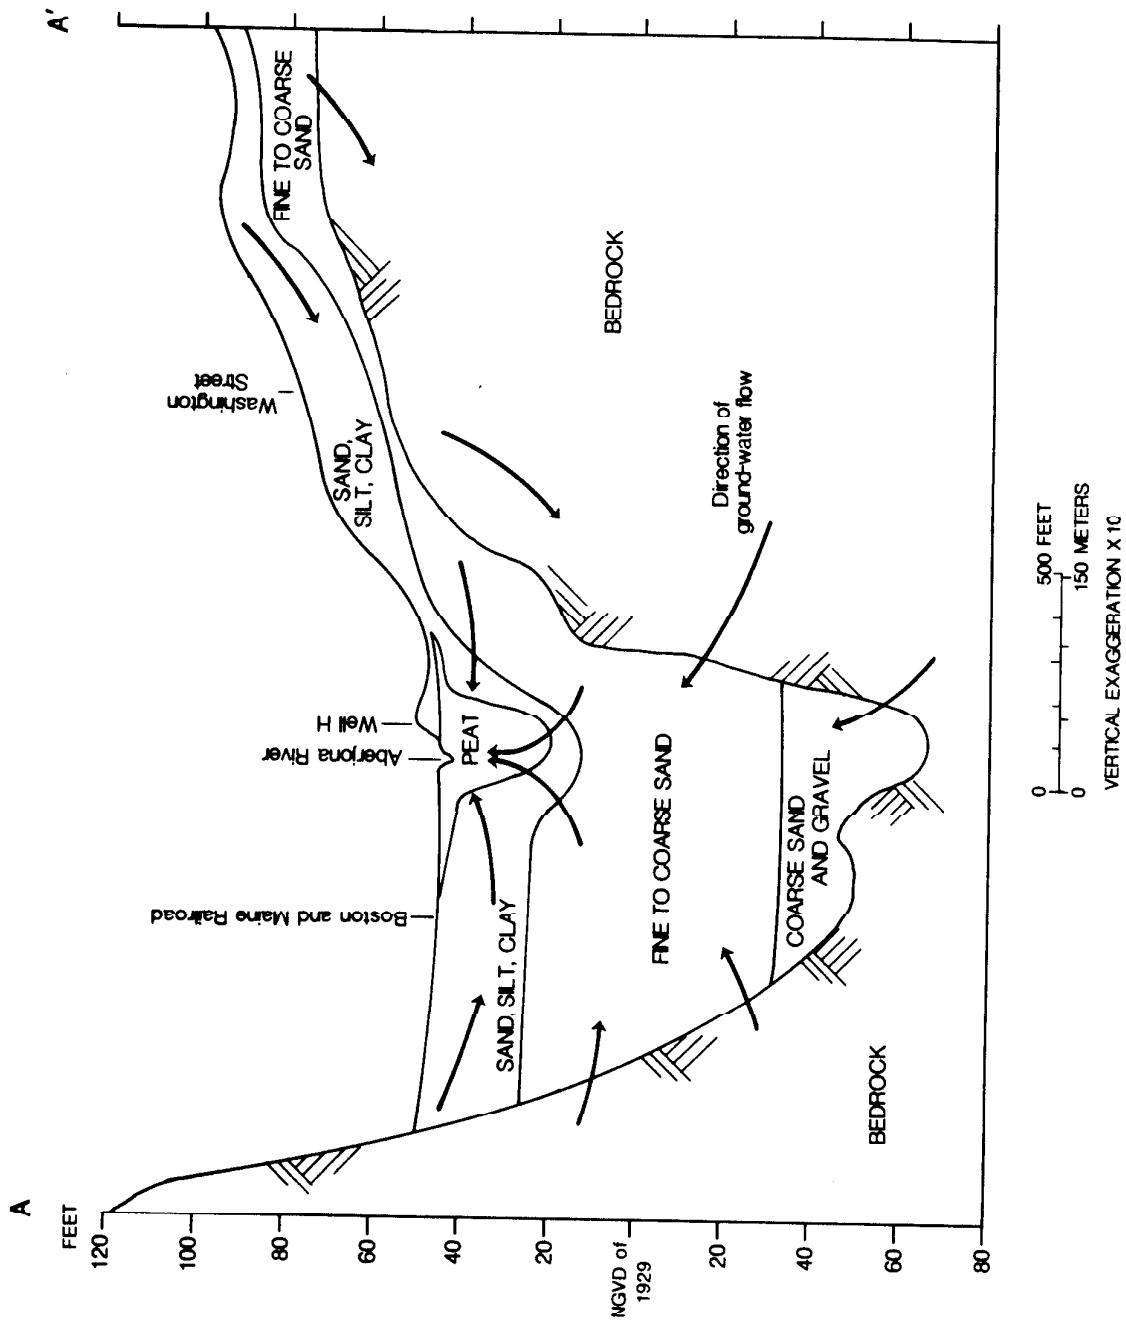 A
A'
FEET
120
100
80
60
40
20
NGVD of
1929
20
40
60
80
Boston and Maine Railroad
Aberjona River
Well H
Washington
Street
PEAT
SAND, SILT, CLAY
SAND,
SILT, CLAY
FINE TO COARSE
SAND
FINE TO COARSE SAND
COARSE SAND
AND GRAVEL
BEDROCK
BEDROCK
Direction of
ground-water flow
0 500 FEET
0 150 METERS
VERTICAL EXAGGERATION X 10